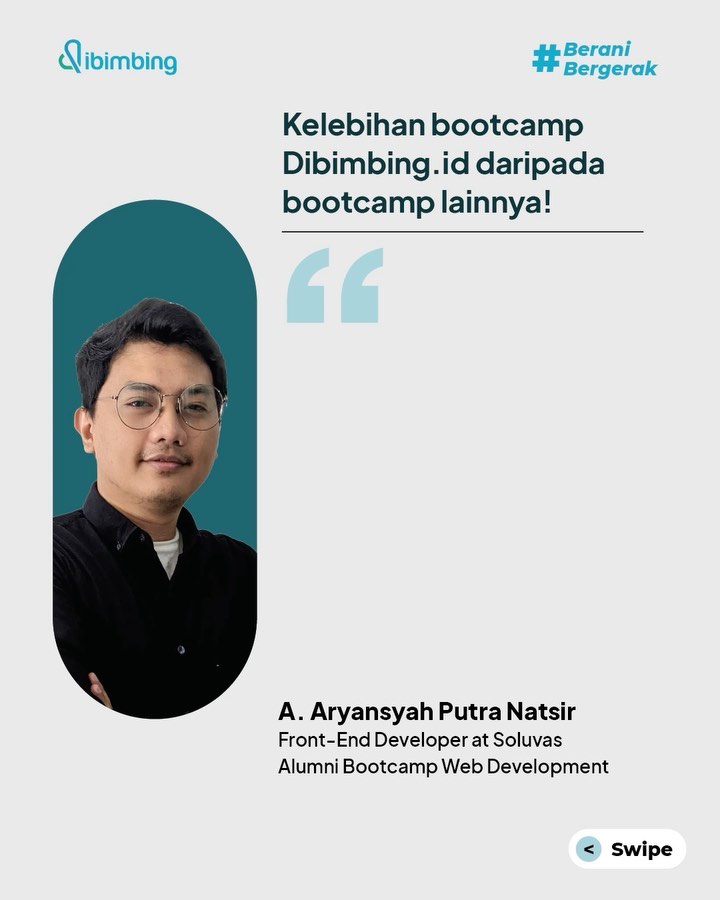 dibimbing
#Berani
Bergerak
Kelebihan bootcamp
Dibimbing.id daripada
bootcamp lainnya!
“
A. Aryansyah Putra Natsir
Front-End Developer at Soluvas
Alumni Bootcamp Web Development
< Swipe